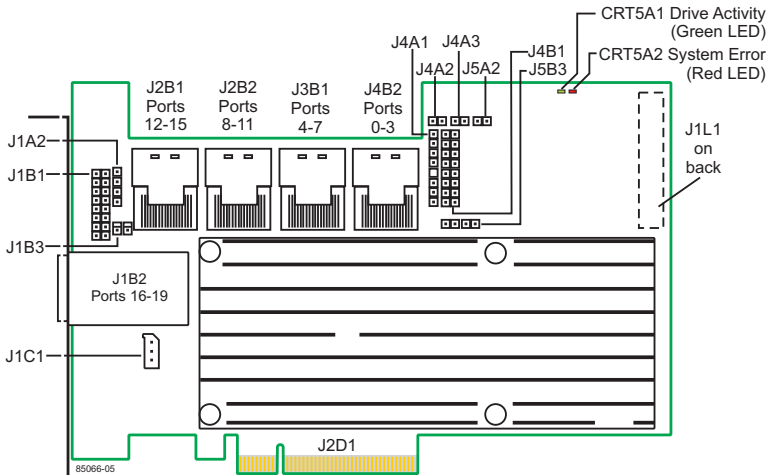 CRT5A1 Drive Activity
(Green LED)
J4A1
J4A3
J4B1
CRT5A2 System Error
(Red LED)
J4A2
J5A2
J5B3
J2B1
Ports
12-15
J2B2
Ports
8-11
J3B1
Ports
4-7
J4B2
Ports
0-3
J1L1
on
back
J1A2
J1B1
J1B3
J1B2
Ports 16-19
J1C1
J2D1
85066-05